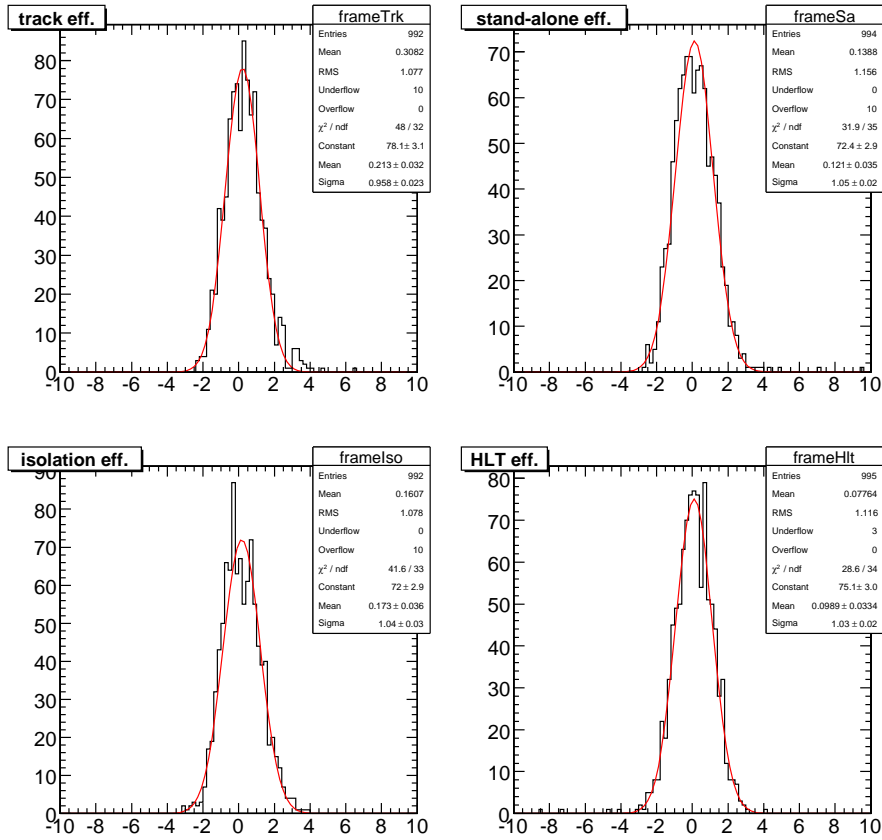 track eff.
frameTrk
Entries 992
Mean 0.3082
RMS 1.077
Underflow 10
Overflow 0
χ² / ndf 48 / 32
Constant 78.1± 3.1
Mean 0.213 ± 0.032
Sigma 0.958 ± 0.023
80
70
60
50
40
30
20
10
0
-10 -8 -6 -4 -2 0 2 4 6 8 10
stand-alone eff.
frameSa
Entries 994
Mean 0.1388
RMS 1.156
Underflow 0
Overflow 10
χ² / ndf 31.9 / 35
Constant 72.4 ± 2.9
Mean 0.121 ± 0.035
Sigma 1.05 ± 0.02
70
60
50
40
30
20
10
0
-10 -8 -6 -4 -2 0 2 4 6 8 10
isolation eff.
frameIso
Entries 992
Mean 0.1607
RMS 1.078
Underflow 0
Overflow 10
χ² / ndf 41.6 / 33
Constant 72 ± 2.9
Mean 0.173 ± 0.036
Sigma 1.04 ± 0.03
90
80
70
60
50
40
30
20
10
0
-10 -8 -6 -4 -2 0 2 4 6 8 10
HLT eff.
frameHlt
Entries 995
Mean 0.07764
RMS 1.116
Underflow 3
Overflow 0
χ² / ndf 28.6 / 34
Constant 75.1 ± 3.0
Mean 0.0989 ± 0.0334
Sigma 1.03 ± 0.02
80
70
60
50
40
30
20
10
0
-10 -8 -6 -4 -2 0 2 4 6 8 10